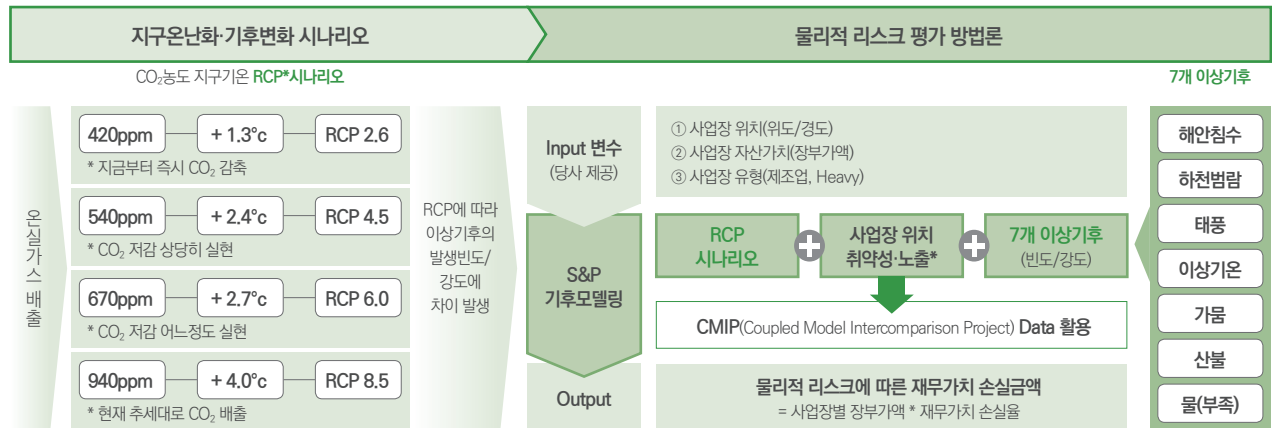 지구온난화·기후변화 시나리오
물리적 리스크 평가 방법론
CO₂농도 지구기온 RCP*시나리오
7개 이상기후
온실가스 배출
420ppm + 1.3°c RCP 2.6
* 지금부터 즉시 CO₂ 감축
540ppm + 2.4°c RCP 4.5
* CO₂ 저감 상당히 실현
670ppm + 2.7°c RCP 6.0
* CO₂ 저감 어느정도 실현
940ppm + 4.0°c RCP 8.5
* 현재 추세대로 CO₂ 배출
RCP에 따라
이상기후의
발생빈도/
강도에
차이 발생
Input 변수
(당사 제공)
① 사업장 위치(위도/경도)
② 사업장 자산가치(장부가액)
③ 사업장 유형(제조업, Heavy)
S&P
기후모델링
RCP
시나리오
사업장 위치
취약성·노출*
7개 이상기후
(빈도/강도)
CMIP(Coupled Model Intercomparison Project) Data 활용
Output
물리적 리스크에 따른 재무가치 손실금액
= 사업장별 장부가액 * 재무가치 손실율
해안침수
하천범람
태풍
이상기온
가뭄
산불
물(부족)